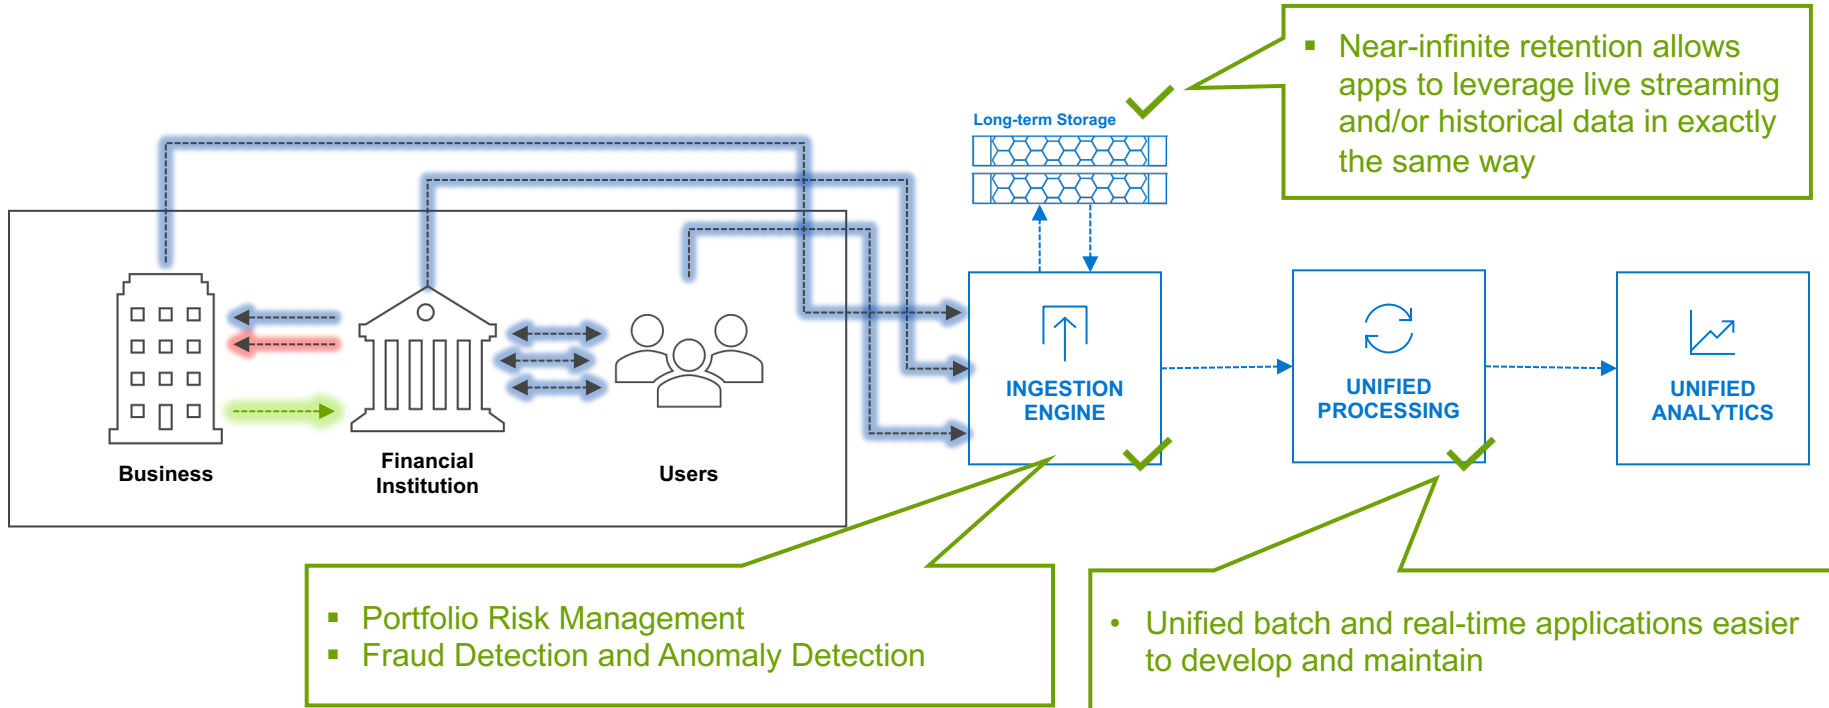 ▪ Near-infinite retention allows
apps to leverage live streaming
and/or historical data in exactly
the same way
Long-term Storage
Business
Financial
Institution
Users
INGESTION
ENGINE
UNIFIED
PROCESSING
UNIFIED
ANALYTICS
▪ Portfolio Risk Management
▪ Fraud Detection and Anomaly Detection
• Unified batch and real-time applications easier
to develop and maintain